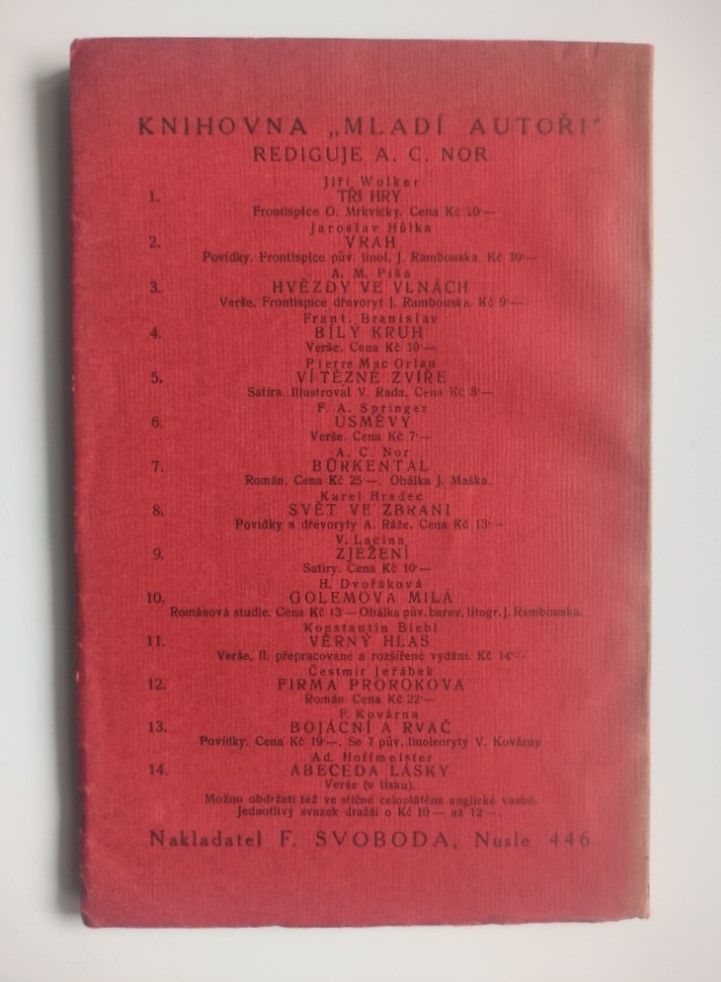 KNIHOVNA „MLADÍ AUTOŘI“
REDIGUJE A. C. NOR
Jiří Wolker
1. TŘI HRY
Frontispice O. Mrkvičky. Cena Kč 20·—
Jaroslav Hůlka
2. VRAH
Povídky. Frontispice pův. linol. J. Rambouska. Kč 10·—
A. M. Píša
3. HVĚZDY VE VLNÁCH
Verše. Frontispice dřevoryt J. Rambouska. Kč 9·—
Frant. Branislav
4. BÍLÝ KRUH
Verše. Cena Kč 10·—
Pierre Mac Orlan
5. VÍTĚZNÉ ZVÍŘE
Satira. Illustroval V. Rada. Cena Kč 8·—
F. A. Springer
6. ÚSMĚVY
Verše. Cena Kč 7·—
A. C. Nor
7. BÜRKENTAL
Román. Cena Kč 25·—. Obálka J. Maška.
Karel Hradec
8. SVĚT VE ZBRANI
Povídky s dřevoryty A. Ráže. Cena Kč 13·—
V. Lacina
9. ZJEŽENÍ
Satiry. Cena Kč 10·—
H. Dvořáková
10. GOLEMOVA MILÁ
Románová studie. Cena Kč 13·— Obálka pův. barev. litogr. J. Rambouska.
Konstantin Biebl
11. VĚRNÝ HLAS
Verše. II. přepracované a rozšířené vydání. Kč 14·—
Čestmír Jeřábek
12. FIRMA PROROKOVA
Román Cena Kč 22·—
F. Kovárna
13. BOJÁCNÍ A RVAČ
Povídky. Cena Kč 19·—. Se 7 pův. linoleoryty V. Kovárny
Ad. Hoffmeister
14. ABECEDA LÁSKY
Verše (v tisku).
Možno obdržeti též ve sličné celoplátěné anglické vazbě.
Jednotlivý svazek dražší o Kč 10·— až 12·—.
Nakladatel F. SVOBODA, Nusle 446